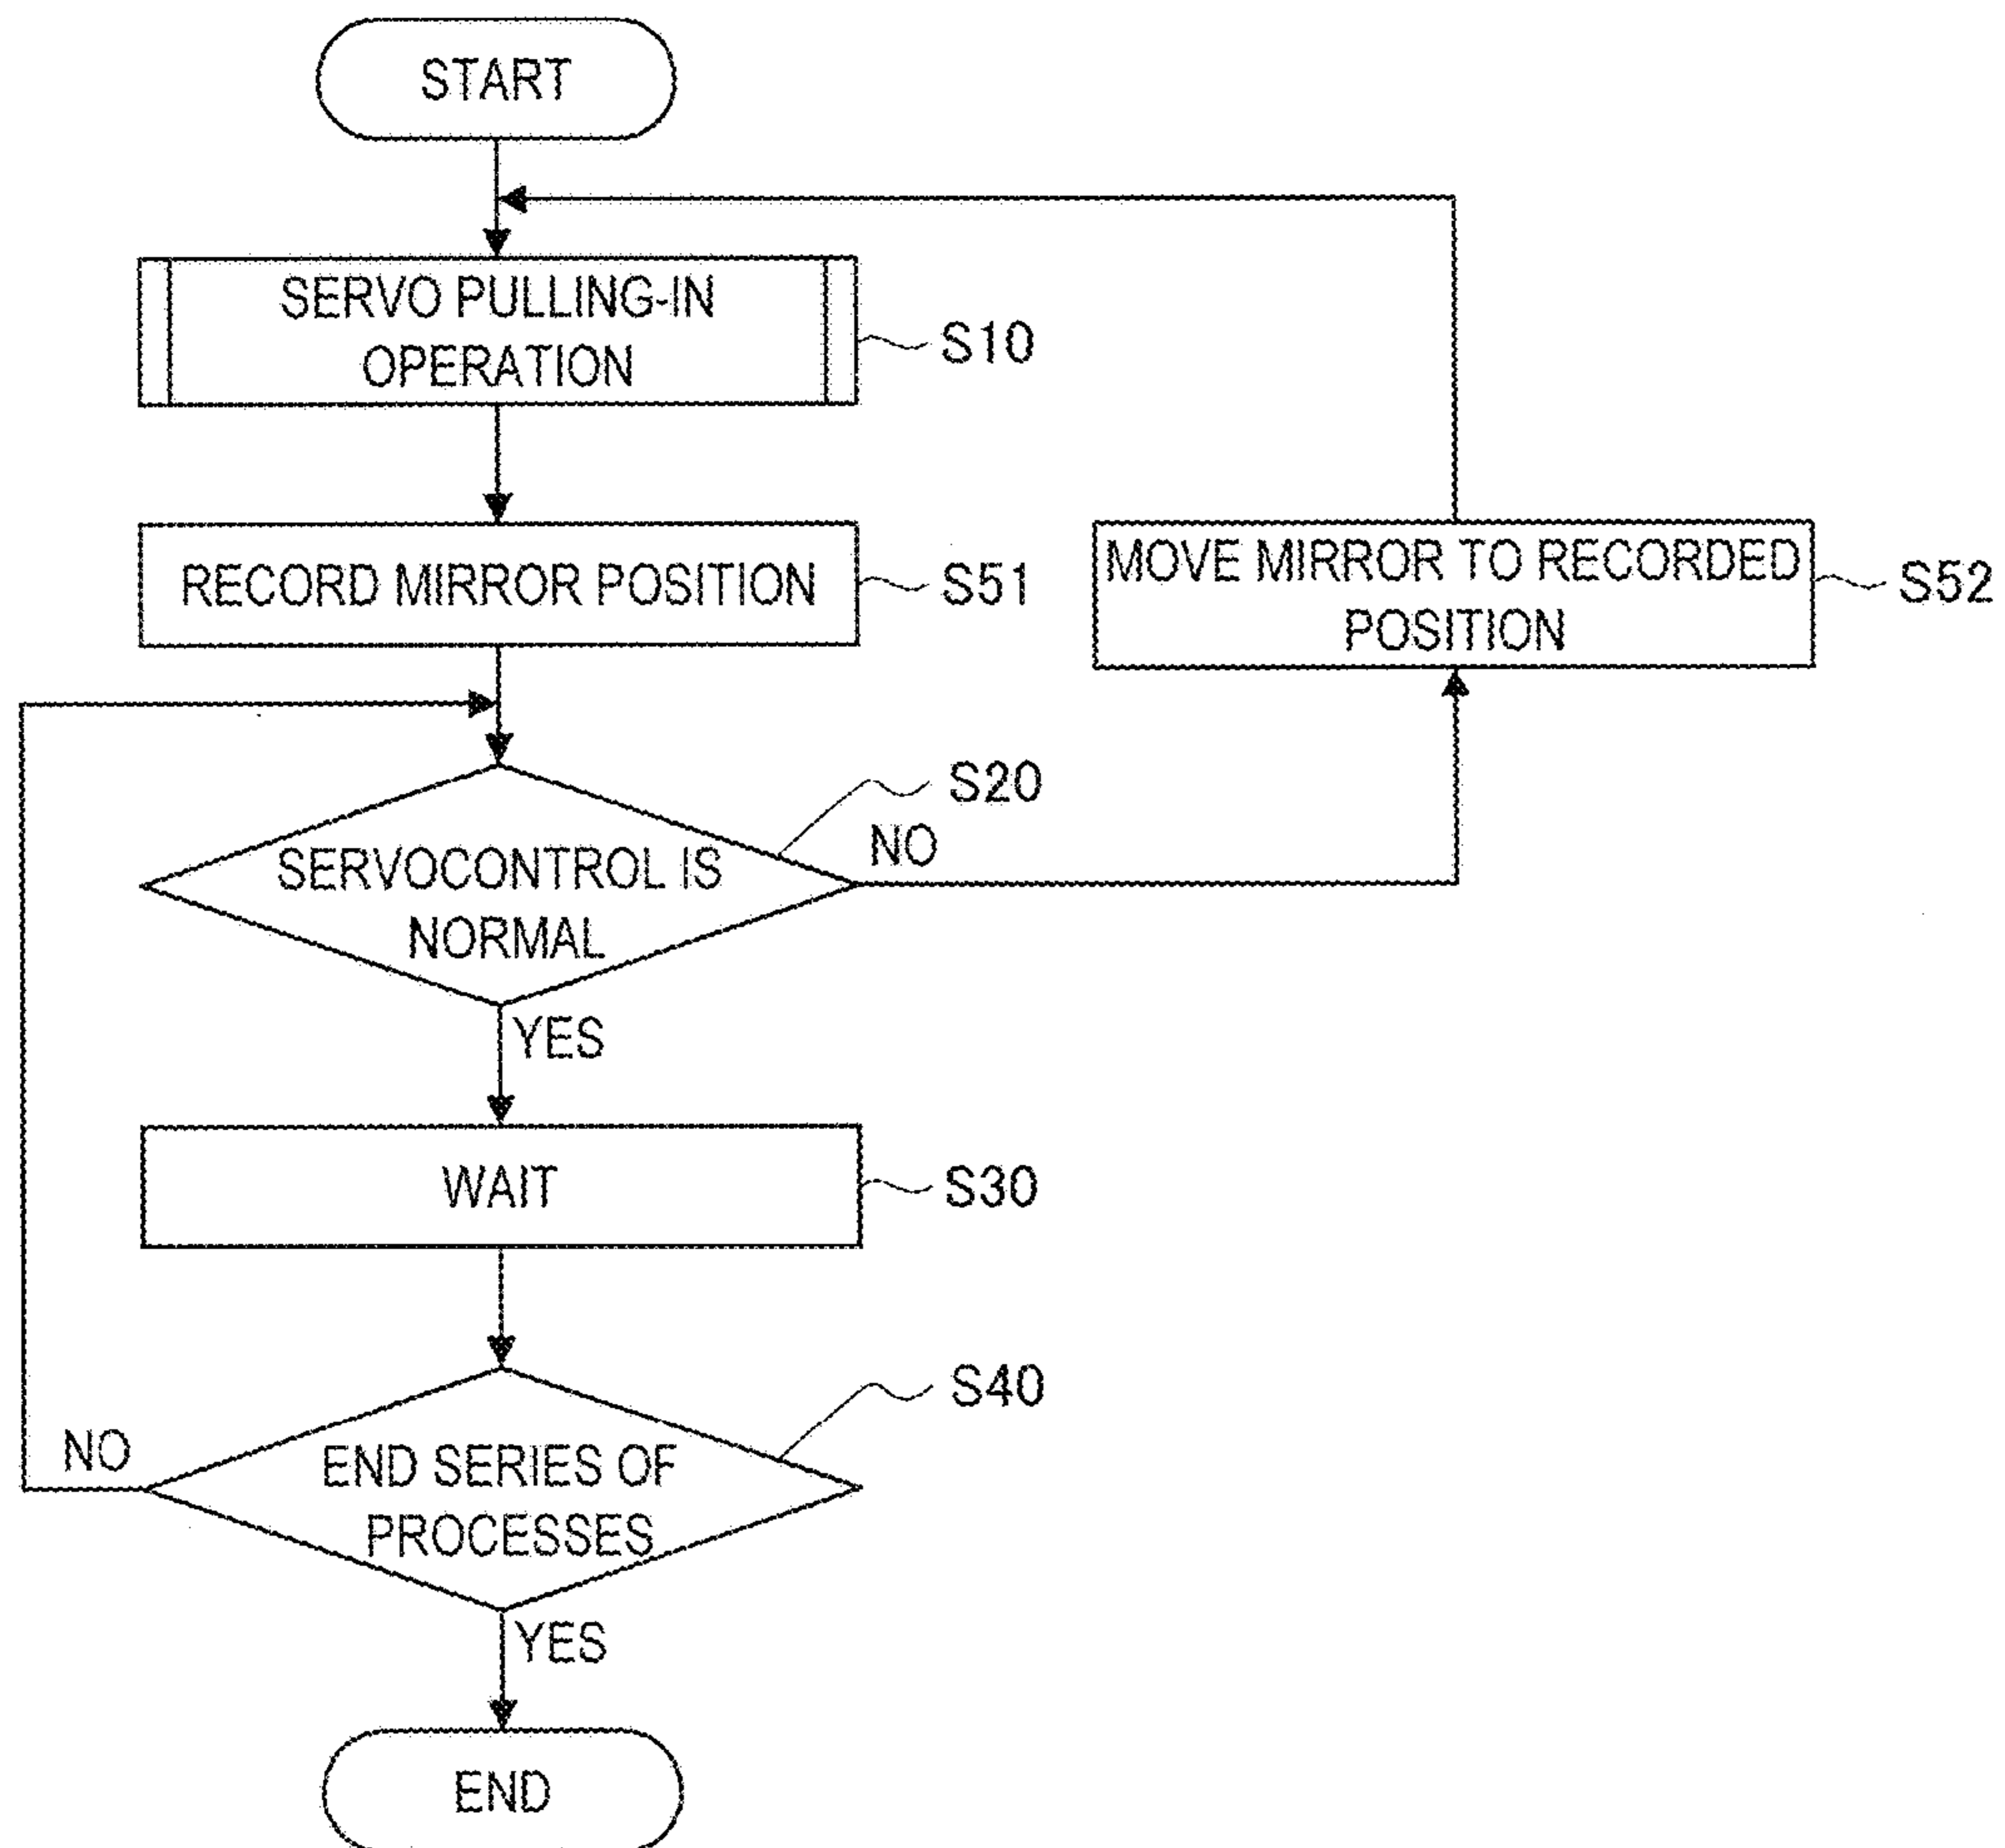 START
SERVO PULLING-IN
OPERATION
S10
RECORD MIRROR POSITION
S51
MOVE MIRROR TO RECORDED
POSITION
S52
S20
SERVOCONTROL IS
NORMAL
NO
YES
WAIT
S30
S40
END SERIES OF
PROCESSES
NO
YES
END